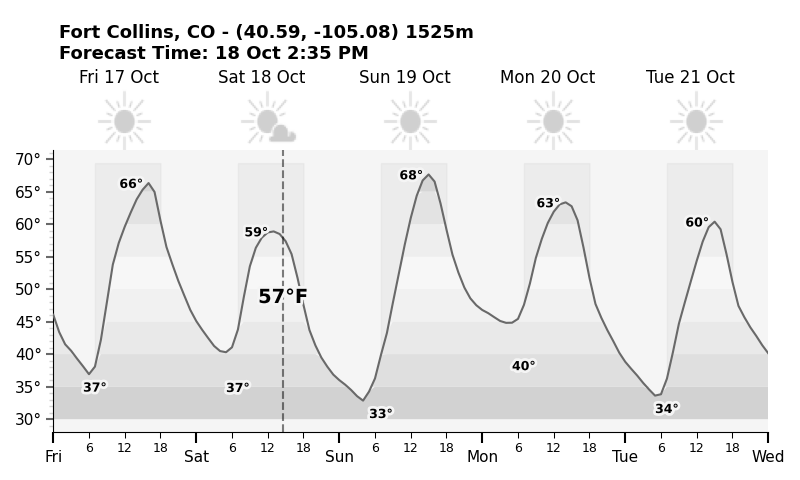 Fort Collins, CO - (40.59, -105.08) 1525m
Forecast Time: 18 Oct 2:35 PM
Fri 17 Oct Sat 18 Oct Sun 19 Oct Mon 20 Oct Tue 21 Oct
70°
65°
60°
55°
50°
45°
40°
35°
30°
66° 59° 68° 63° 60°
57°F
37° 37° 33° 40° 34°
6 12 18 6 12 18 6 12 18 6 12 18 6 12 18
Fri Sat Sun Mon Tue Wed